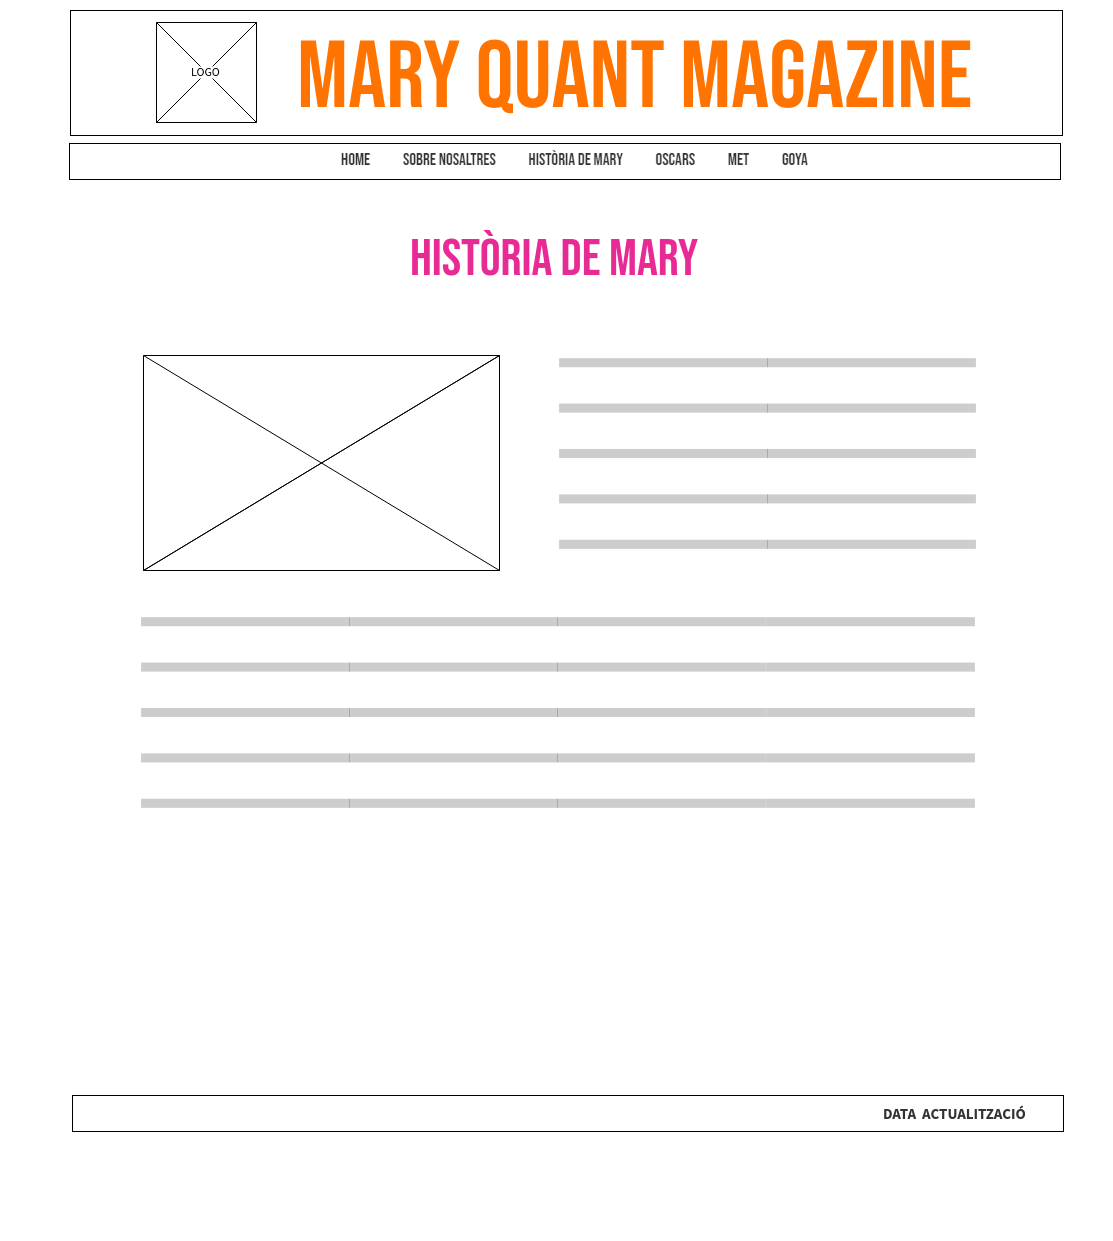 LOGO
MARY QUANT MAGAZINE
HOME SOBRE NOSALTRES HISTÒRIA DE MARY OSCARS MET GOYA
HISTÒRIA DE MARY
DATA ACTUALITZACIÓ